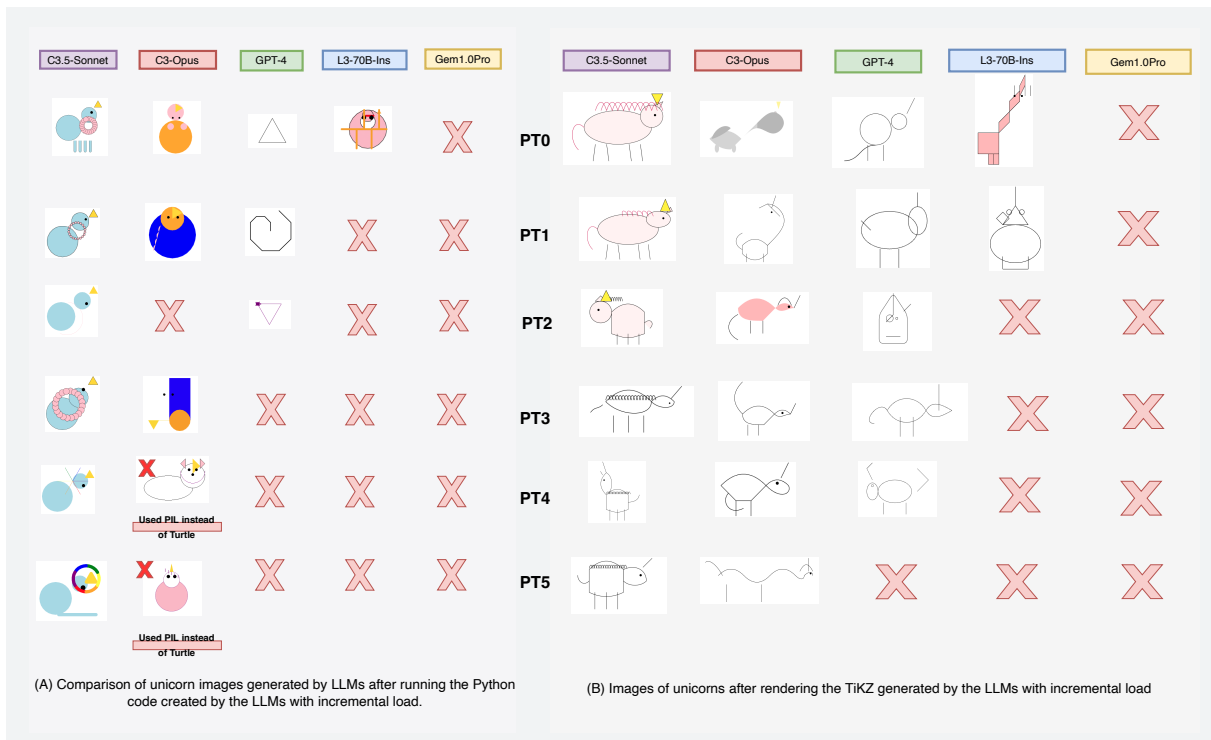 C3.5-Sonnet
C3-Opus
GPT-4
L3-70B-Ins
Gem1.0Pro
C3.5-Sonnet
C3-Opus
GPT-4
L3-70B-Ins
Gem1.0Pro
PT0
PT1
PT2
PT3
PT4
Used PIL instead
of Turtle
PT5
Used PIL instead
of Turtle
(A) Comparison of unicorn images generated by LLMs after running the Python
code created by the LLMs with incremental load.
(B) Images of unicorns after rendering the TiKZ generated by the LLMs with incremental load